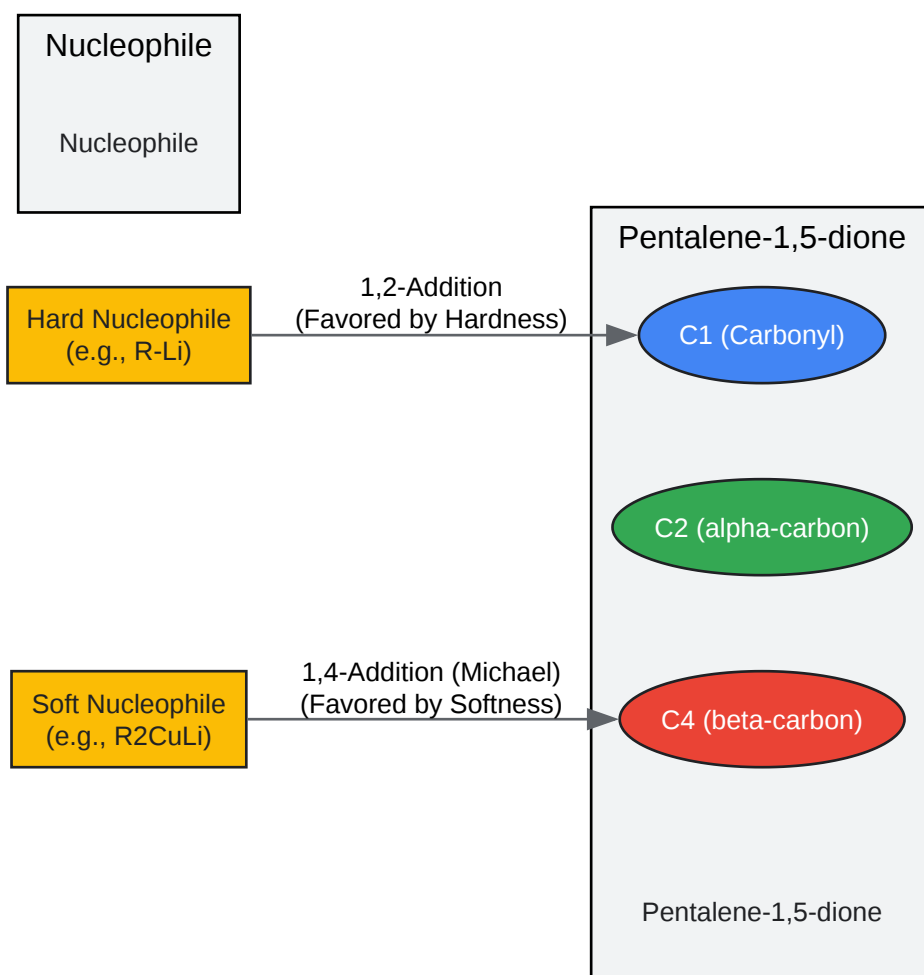 Nucleophile
Nucleophile
Pentalene-1,5-dione
Hard Nucleophile
(e.g., R-Li)
1,2-Addition
(Favored by Hardness)
C1 (Carbonyl)
C2 (alpha-carbon)
Soft Nucleophile
(e.g., R2CuLi)
1,4-Addition (Michael)
(Favored by Softness)
C4 (beta-carbon)
Pentalene-1,5-dione